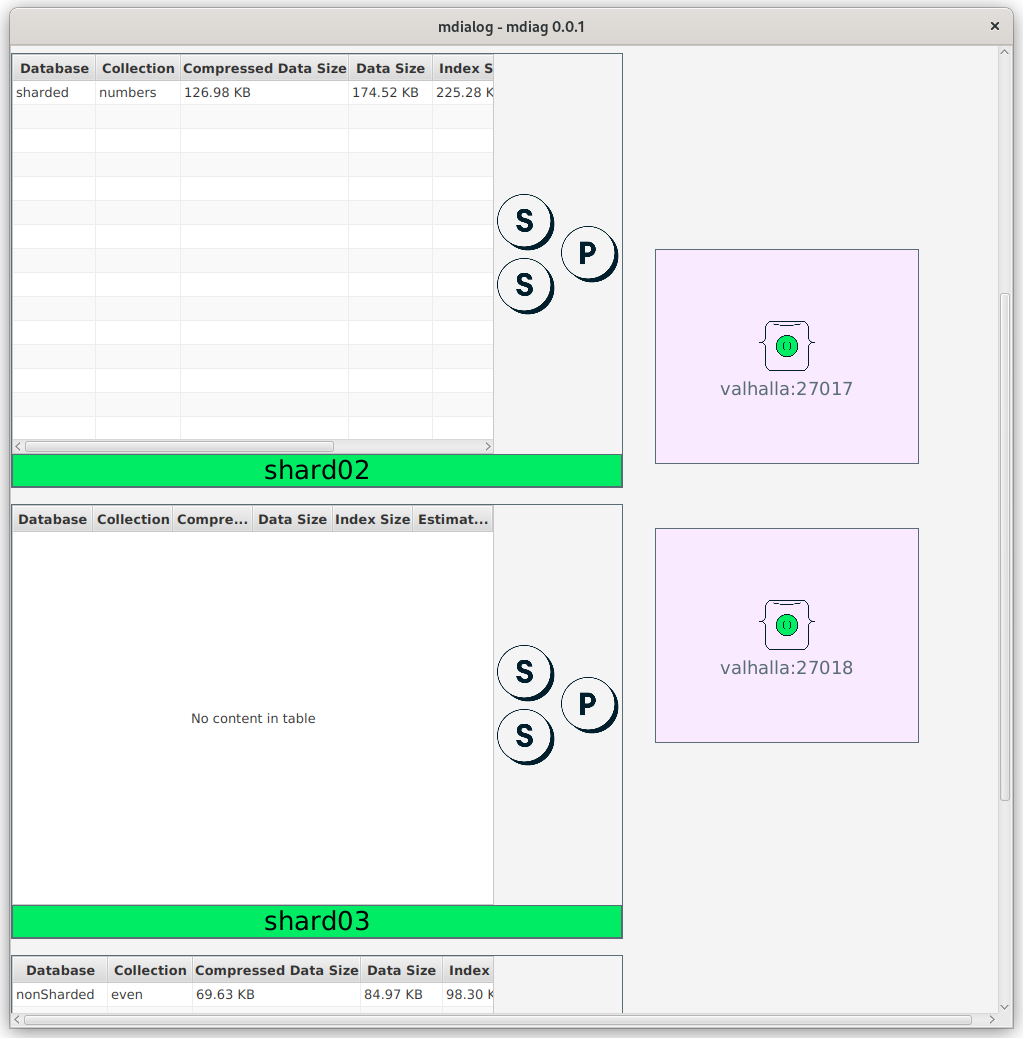 mdialog - mdiag 0.0.1
Database Collection Compressed Data Size Data Size Index S
sharded numbers 126.98 KB 174.52 KB 225.28 K
S
P
S
shard02
valhalla:27017
Database Collection Compre... Data Size Index Size Estimat...
No content in table
S
P
S
shard03
valhalla:27018
Database Collection Compressed Data Size Data Size Index
nonSharded even 69.63 KB 84.97 KB 98.30 K